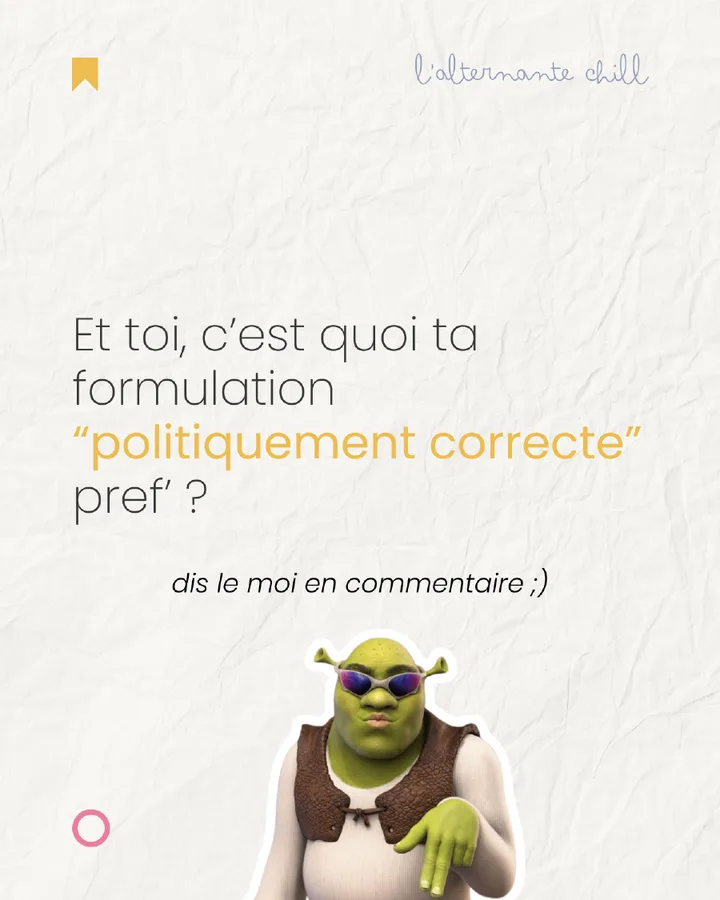 l'alternante chill
Et toi, c’est quoi ta
formulation
“politiquement correcte”
pref’ ?
dis le moi en commentaire ;)